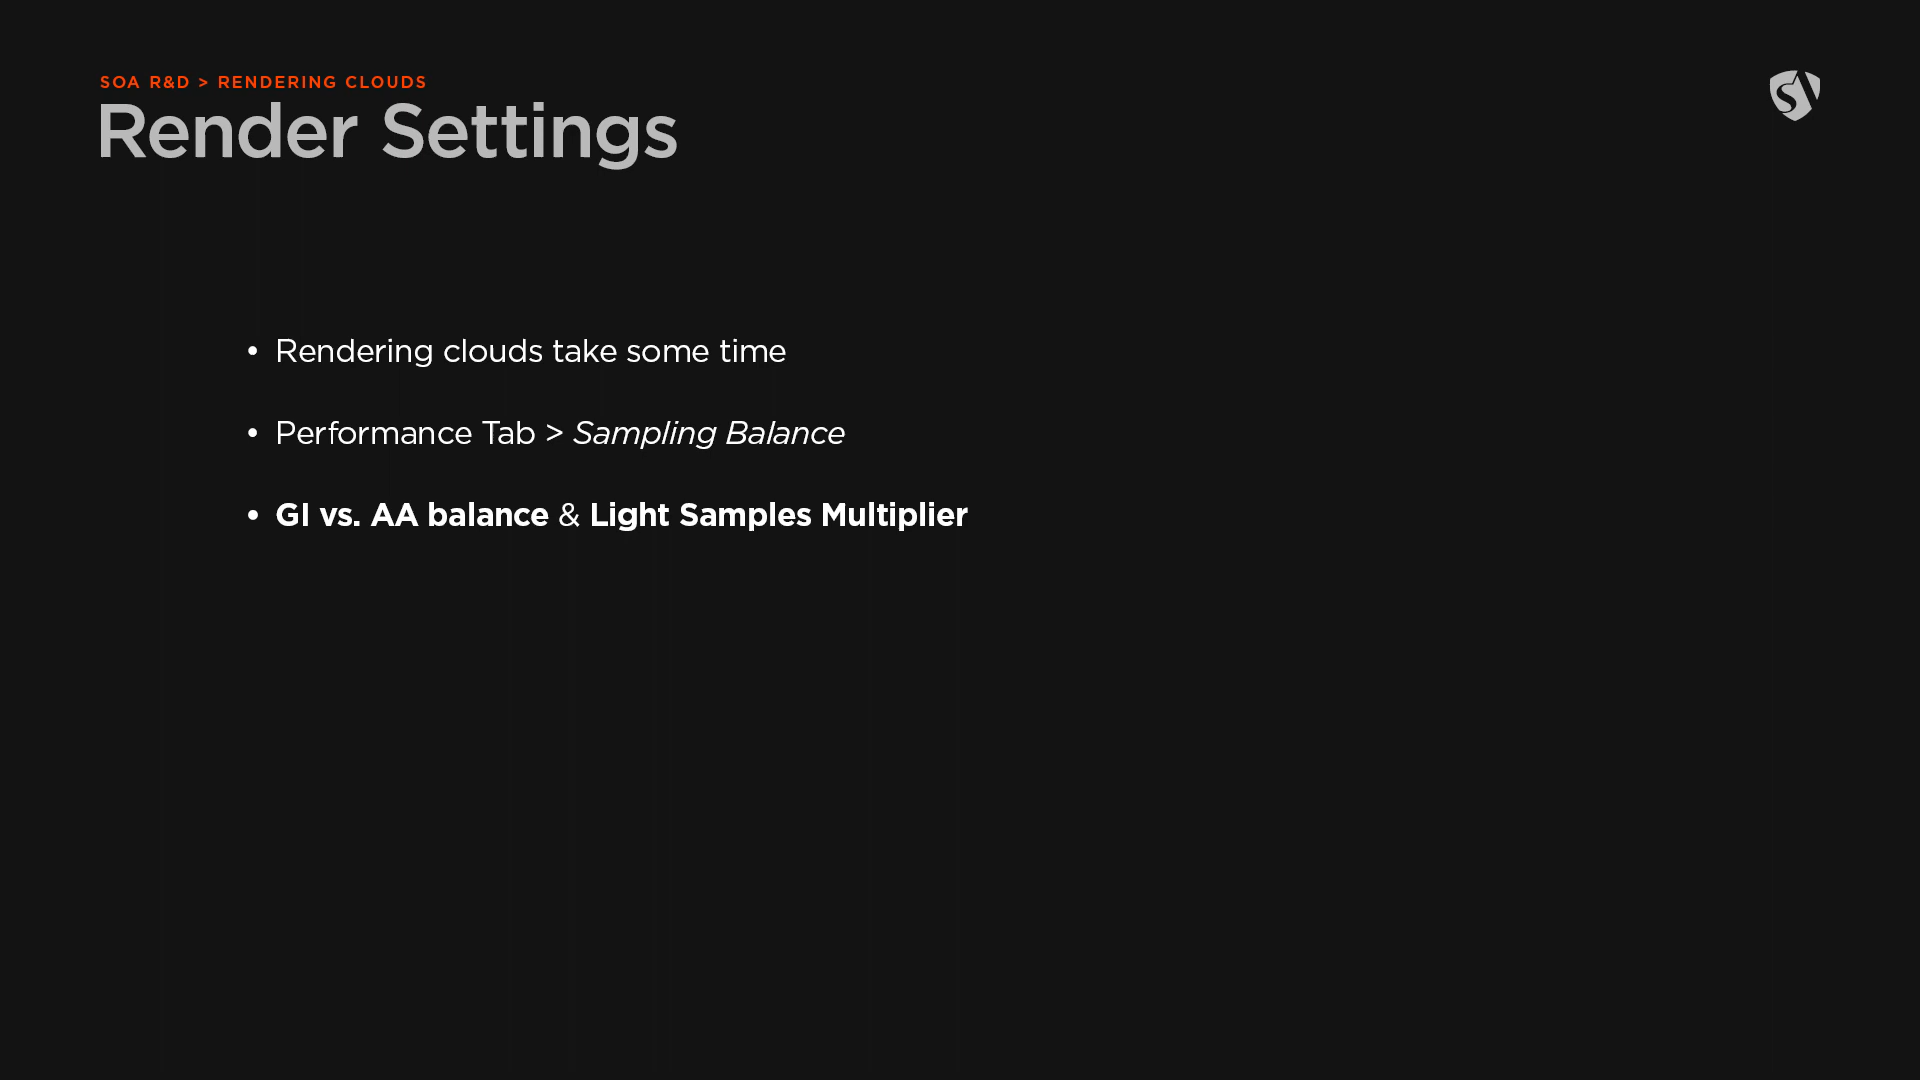 SOA R&D > RENDERING CLOUDS
Render Settings
• Rendering clouds take some time
• Performance Tab > Sampling Balance
• GI vs. AA balance & Light Samples Multiplier